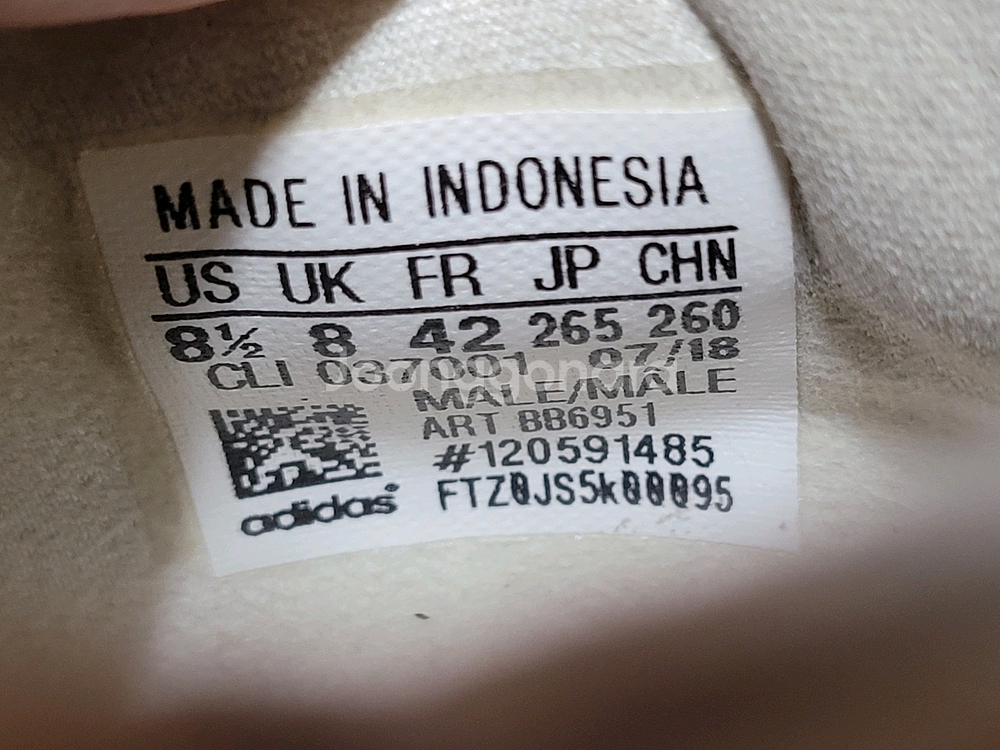 MADE IN INDONESIA
US UK FR JP CHN
8½ 8 42 265 260
CLI 037001 07/18
MALE/MÂLE
ART BB6951
#120591485
FTZ0JS5k00095
adidas